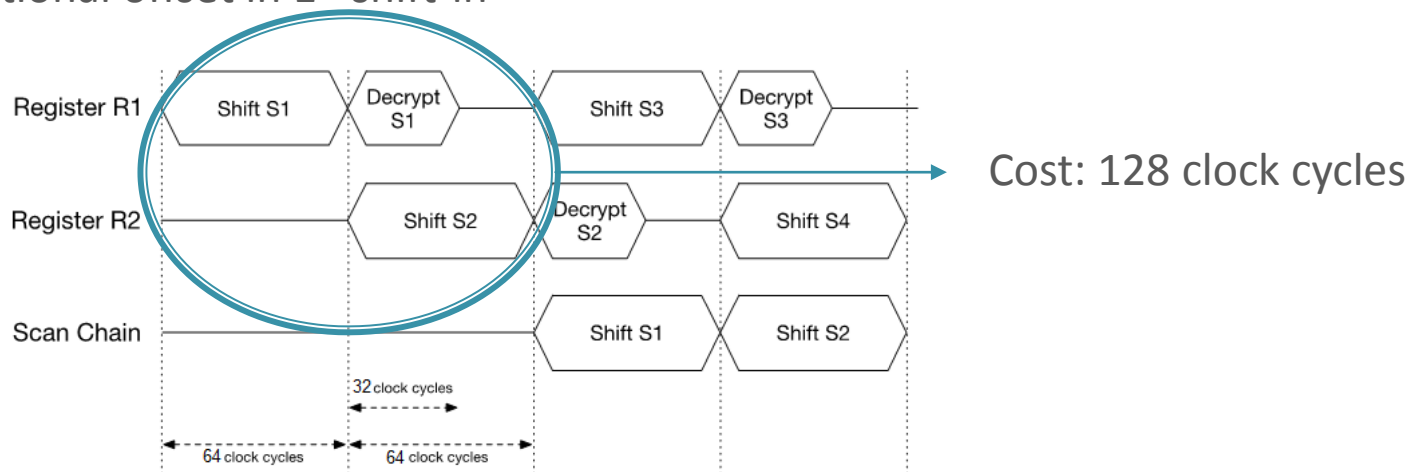 Register R1
Shift S1
Decrypt
S1
Shift S3
Decrypt
S3
Cost: 128 clock cycles
Register R2
Shift S2
Decrypt
S2
Shift S4
Scan Chain
Shift S1
Shift S2
32 clock cycles
64 clock cycles
64 clock cycles